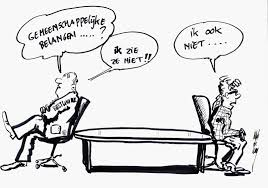 GEMEENSCHAPPELIJKE
BELANGEN.....
?
ik zie
ze niet!!
ik ook
NIET.....